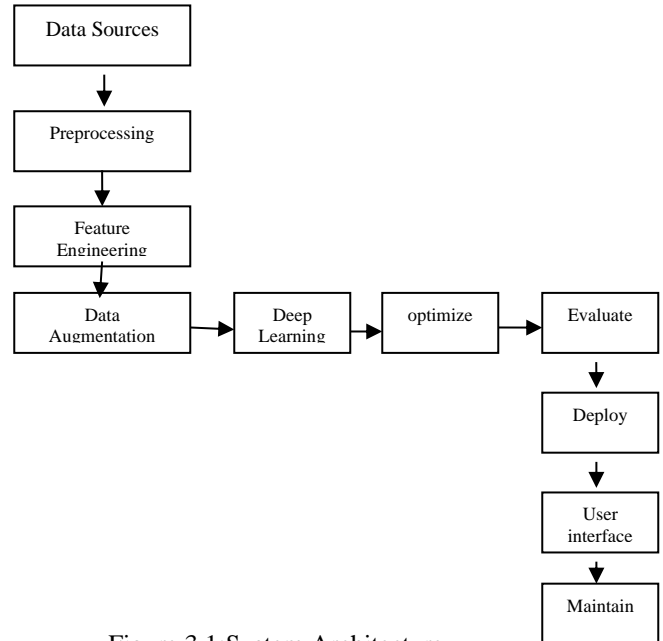 Data Sources
Preprocessing
Feature
Engineering
Data
Augmentation
Deep
Learning
optimize
Evaluate
Deploy
User
interface
Maintain
Figure 3.1:System Architecture